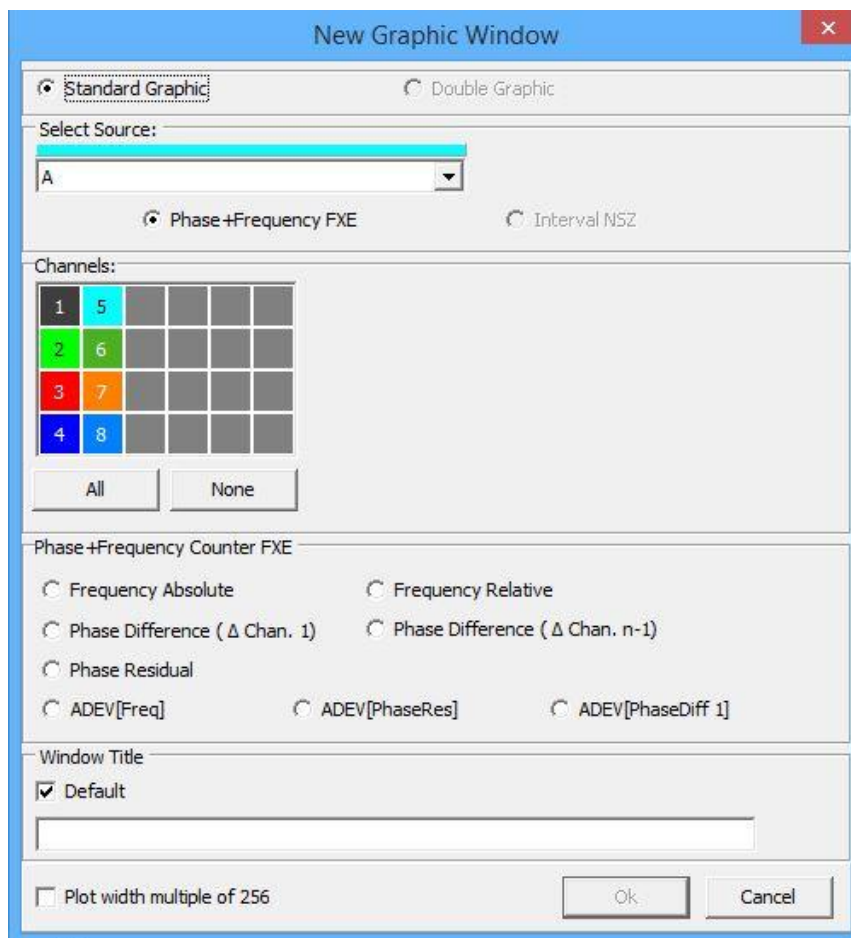 New Graphic Window
Standard Graphic Double Graphic
Select Source:
A
Phase+Frequency FXE Interval NSZ
Channels:
1 5
2 6
3 7
4 8
All None
Phase+Frequency Counter FXE
Frequency Absolute Frequency Relative
Phase Difference ( Δ Chan. 1) Phase Difference ( Δ Chan. n-1)
Phase Residual
ADEV[Freq] ADEV[PhaseRes] ADEV[PhaseDiff 1]
Window Title
Default
Plot width multiple of 256 Ok Cancel